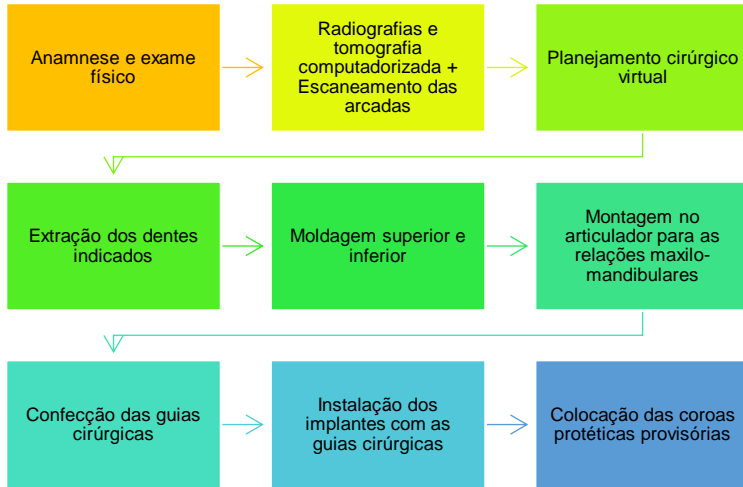 Anamnese e exame
físico
Radiografias e
tomografia
computadorizada +
Escaneamento das
arcadas
Planejamento cirúrgico
virtual
Extração dos dentes
indicados
Moldagem superior e
inferior
Montagem no
articulador para as
relações maxilo-
mandibulares
Confecção das guias
cirúrgicas
Instalação dos
implantes com as
guias cirúrgicas
Colocação das coroas
protéticas provisórias